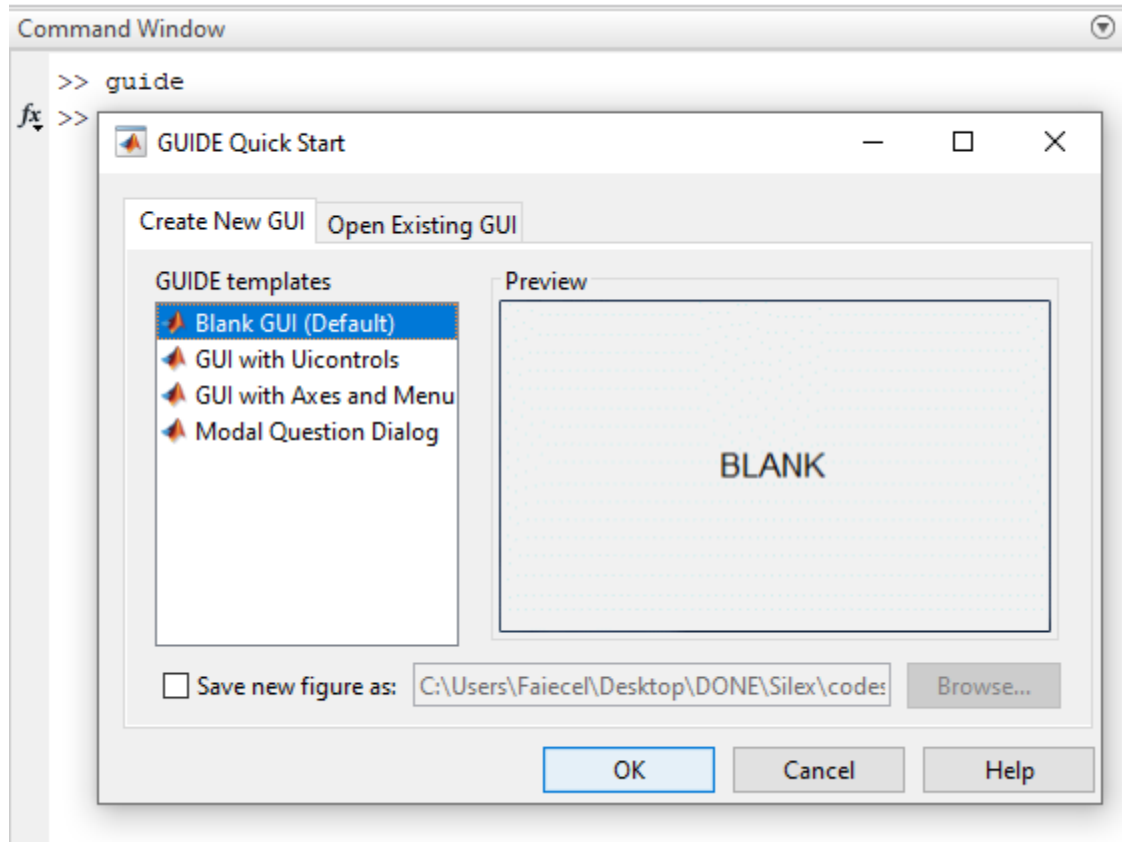 Command Window
>> guide
fx >>
GUIDE Quick Start
Create New GUI
Open Existing GUI
GUIDE templates
Blank GUI (Default)
GUI with Uicontrols
GUI with Axes and Menu
Modal Question Dialog
Preview
BLANK
Save new figure as: C:\Users\Faiecel\Desktop\DONE\Silex\codes Browse...
OK Cancel Help